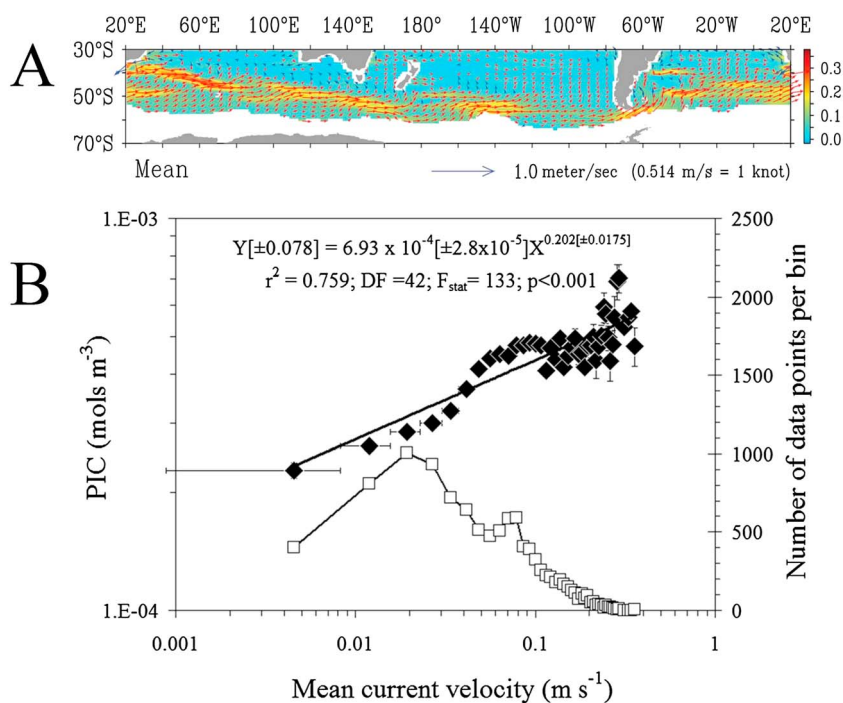 A
20°E 60°E 100°E 140°E 180° 140°W 100°W 60°W 20°W 20°E
30°S
50°S
70°S
0.3
0.2
0.1
0.0
Mean
1.0 meter/sec (0.514 m/s = 1 knot)
B
1.E-03
1.E-04
PIC (mols m⁻³)
Y[±0.078] = 6.93 x 10⁻⁴[±2.8x10⁻⁵]X⁰·²⁰²[±⁰·⁰¹⁷⁵]
r² = 0.759; DF =42; Fstat= 133; p<0.001
2500
2000
1500
1000
500
0
Number of data points per bin
0.001 0.01 0.1 1
Mean current velocity (m s⁻¹)